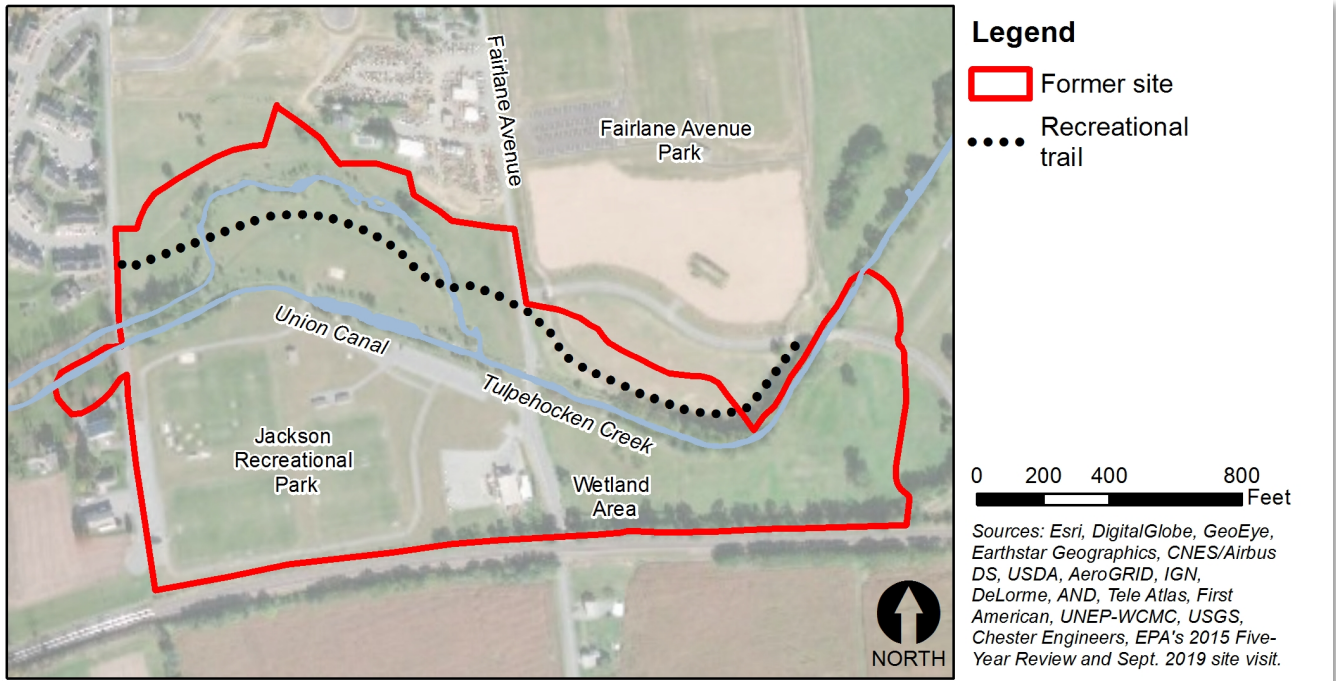 Fairlane Avenue
Fairlane Avenue
Park
Union Canal
Tulpehocken Creek
Jackson
Recreational
Park
Wetland
Area
NORTH
Legend
Former site
Recreational
trail
0 200 400 800
Feet
Sources: Esri, DigitalGlobe, GeoEye,
Earthstar Geographics, CNES/Airbus
DS, USDA, AeroGRID, IGN,
DeLorme, AND, Tele Atlas, First
American, UNEP-WCMC, USGS,
Chester Engineers, EPA's 2015 Five-
Year Review and Sept. 2019 site visit.